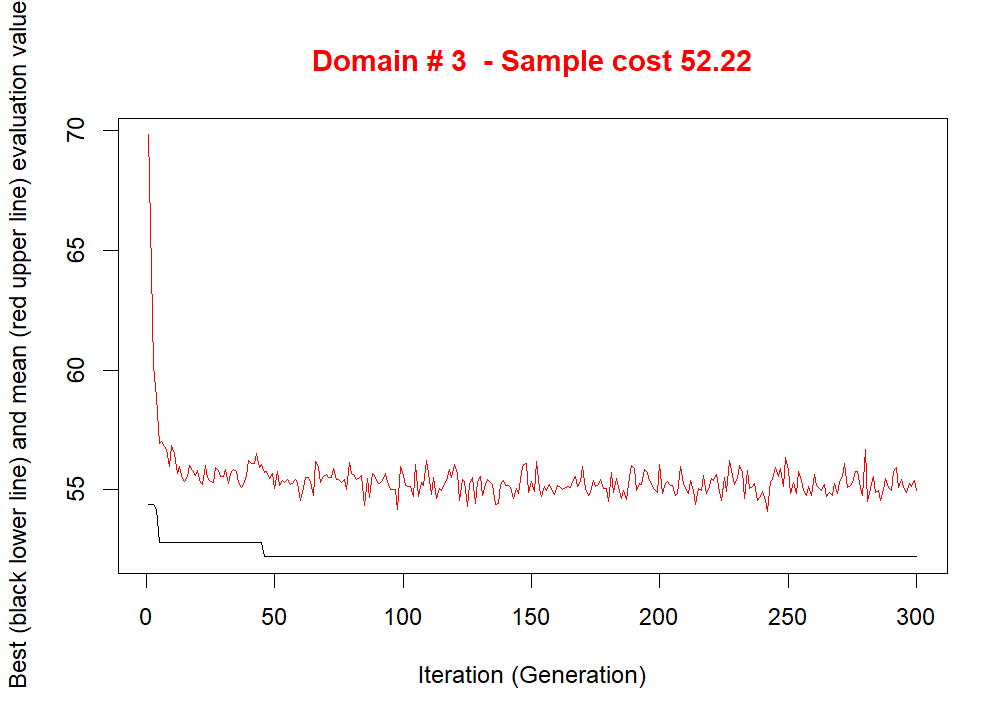 Domain # 3  - Sample cost 52.22
Best (black lower line) and mean (red upper line) evaluation value
70
65
60
55
0 50 100 150 200 250 300
Iteration (Generation)